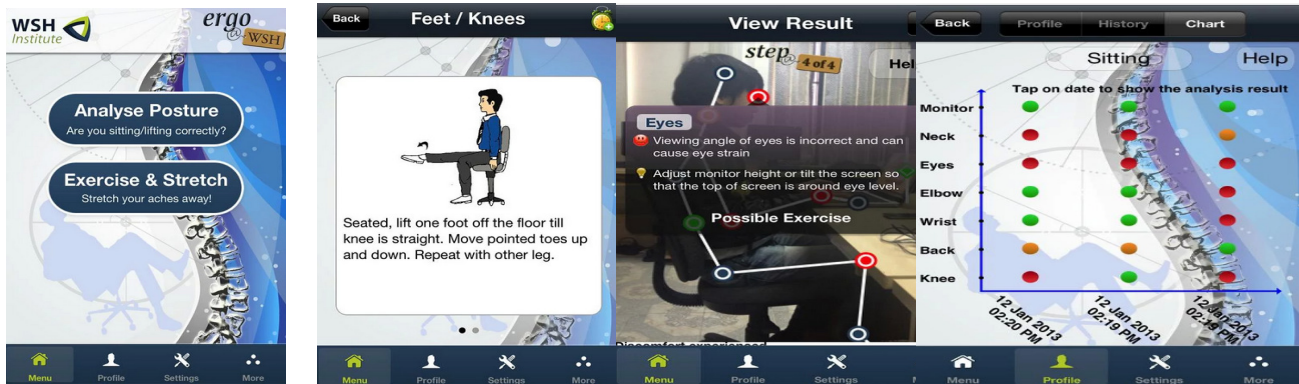 WSH
Institute
ergo
@ WSH
Analyse Posture
Are you sitting/lifting correctly?
Exercise & Stretch
Stretch your aches away!
Menu
Profile
Settings
More
Back
Feet / Knees
Seated, lift one foot off the floor till
knee is straight. Move pointed toes up
and down. Repeat with other leg.
Menu
Profile
Settings
More
View Result
step@ 4 of 4
Hel
Eyes
Viewing angle of eyes is incorrect and can
cause eye strain
Adjust monitor height or tilt the screen so
that the top of screen is around eye level.
Possible Exercise
Menu
Profile
Settings
Back
Profile
History
Chart
Sitting
Help
Tap on date to show the analysis result
Monitor
Neck
Eyes
Elbow
Wrist
Back
Knee
12 Jan 2013
02:20 PM
12 Jan 2013
02:19 PM
12 Jan 2013
02:19 PM
Menu
Profile
Settings
More